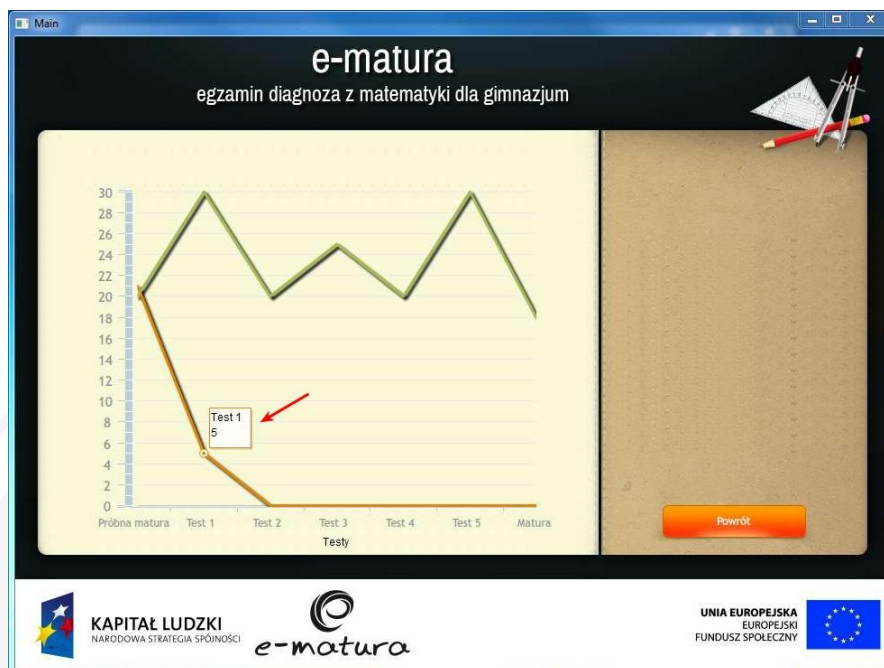 Main
e-matura
egzamin diagnoza z matematyki dla gimnazjum
30
28
26
24
22
20
18
16
14
12
10
8
6
4
2
0
Test 1
5
Próbna matura Test 1 Test 2 Test 3 Test 4 Test 5 Matura
Testy
Powrót
KAPITAŁ LUDZKI
NARODOWA STRATEGIA SPÓJNOŚCI
e-matura
UNIA EUROPEJSKA
EUROPEJSKI
FUNDUSZ SPOŁECZNY